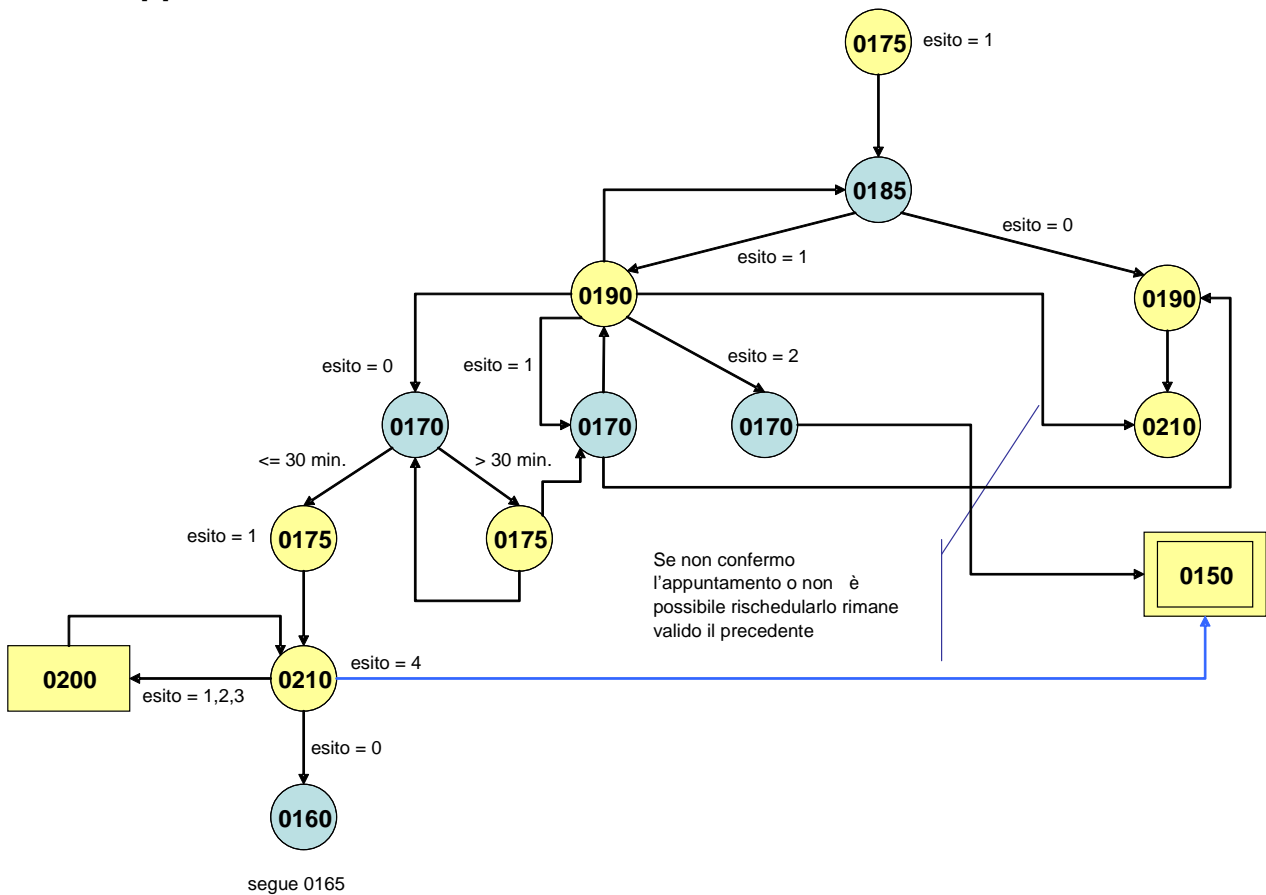 0175 esito = 1
0185
esito = 0
esito = 1
0190
0190
esito = 2
esito = 0
esito = 1
0170
0170
0170
0210
<= 30 min.
> 30 min.
esito = 1
0175
0175
Se non confermo
l'appuntamento o non è
possibile rischedularlo rimane
valido il precedente
0150
esito = 4
0200
0210
esito = 1,2,3
esito = 0
0160
segue 0165